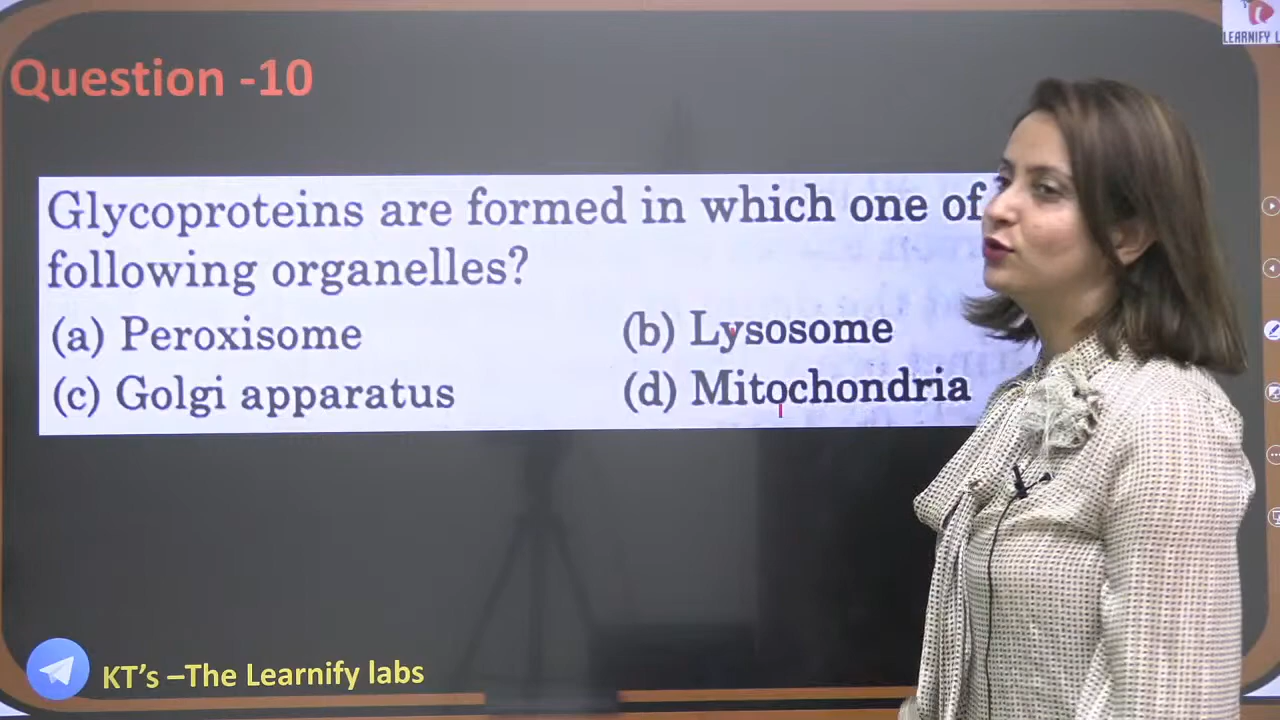 LEARNIFY L
Question -10
Glycoproteins are formed in which one of
following organelles?
(a) Peroxisome (b) Lysosome
(c) Golgi apparatus (d) Mitochondria
KT's –The Learnify labs